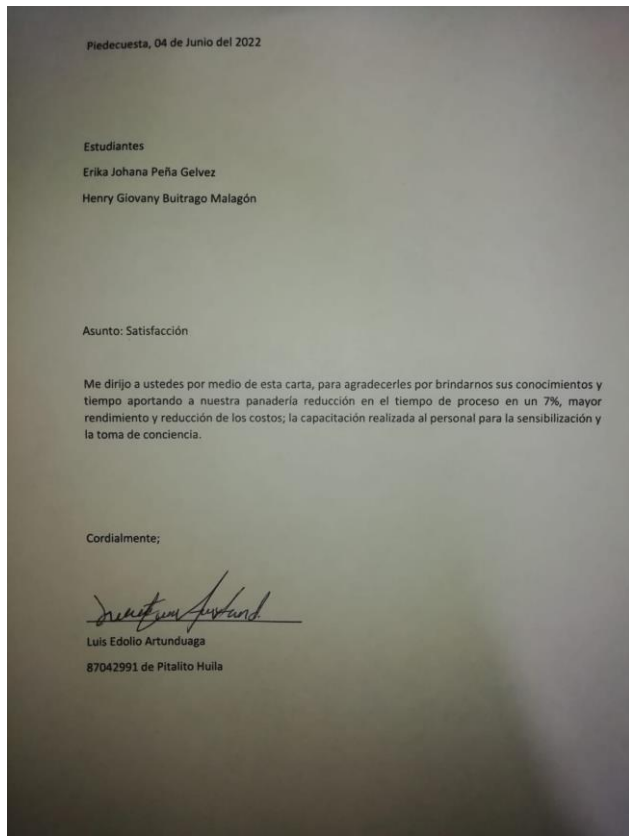 Piedecuesta, 04 de Junio del 2022
Estudiantes
Erika Johana Peña Gelvez
Henry Giovany Buitrago Malagón
Asunto: Satisfacción
Me dirijo a ustedes por medio de esta carta, para agradecerles por brindarnos sus conocimientos y
tiempo aportando a nuestra panadería reducción en el tiempo de proceso en un 7%, mayor
rendimiento y reducción de los costos; la capacitación realizada al personal para la sensibilización y
la toma de conciencia.
Cordialmente;
Luis Edolio Artunduaga
87042991 de Pitalito Huila